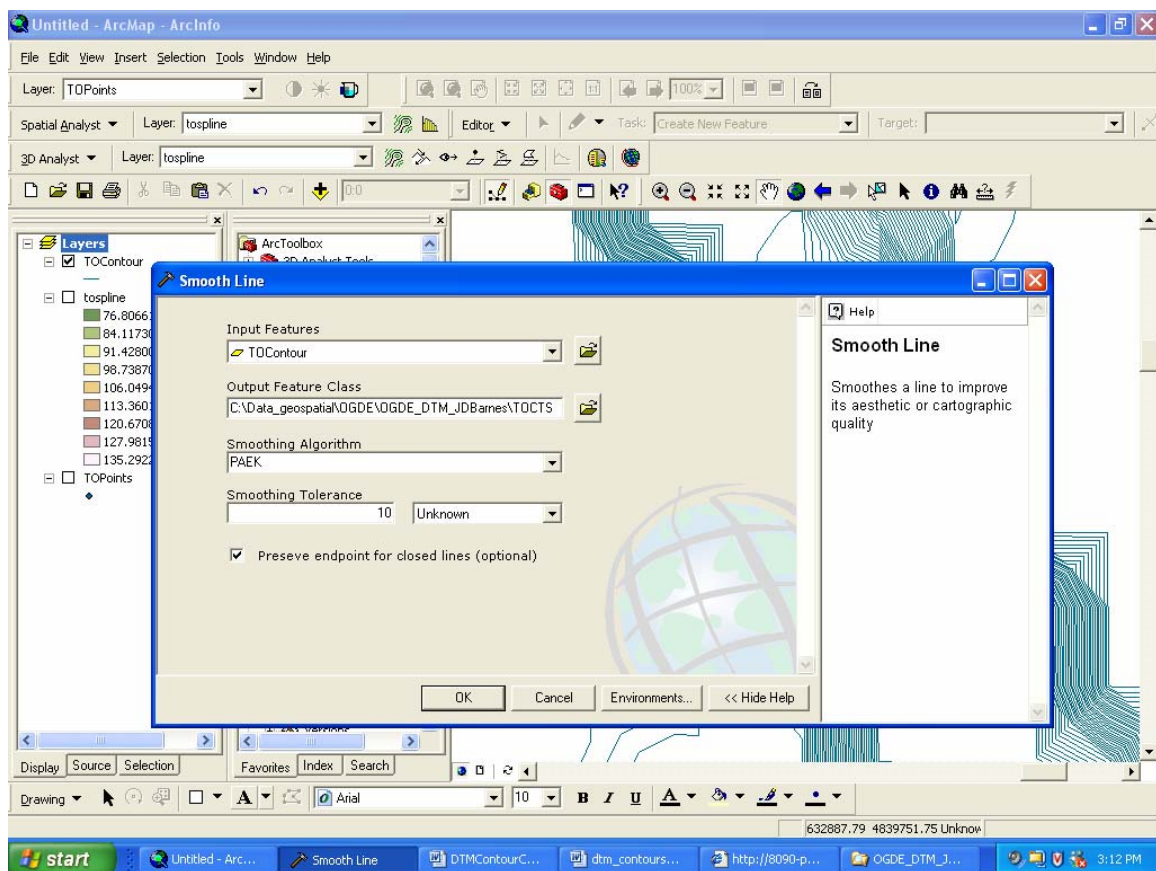 Untitled - ArcMap - ArcInfo
File Edit View Insert Selection Tools Window Help
Layer: TOPoints
100%
Spatial Analyst Layer: tospline
Editor Task: Create New Feature Target:
3D Analyst Layer: tospline
0:0
Layers
TOContour
tospline
76.8066
84.1173
91.4280
98.7387
106.049
113.360
120.670
127.981
135.292
TOPoints
ArcToolbox
3D Analyst Tools
Smooth Line
Input Features
TOContour
Output Feature Class
C:\Data_geospatial\OGDE\OGDE_DTM_JDBarnes\TOCTS
Smoothing Algorithm
PAEK
Smoothing Tolerance
10 Unknown
Preseve endpoint for closed lines (optional)
OK Cancel Environments... << Hide Help
Help
Smooth Line
Smoothes a line to improve
its aesthetic or cartographic
quality
Display Source Selection
Favorites Index Search
Drawing A Arial 10 B I U A
632887.79 4839751.75 Unknow
start
Untitled - Arc...
Smooth Line
DTMContourC...
dtm_contours...
http://8090-p...
OGDE_DTM_J...
3:12 PM